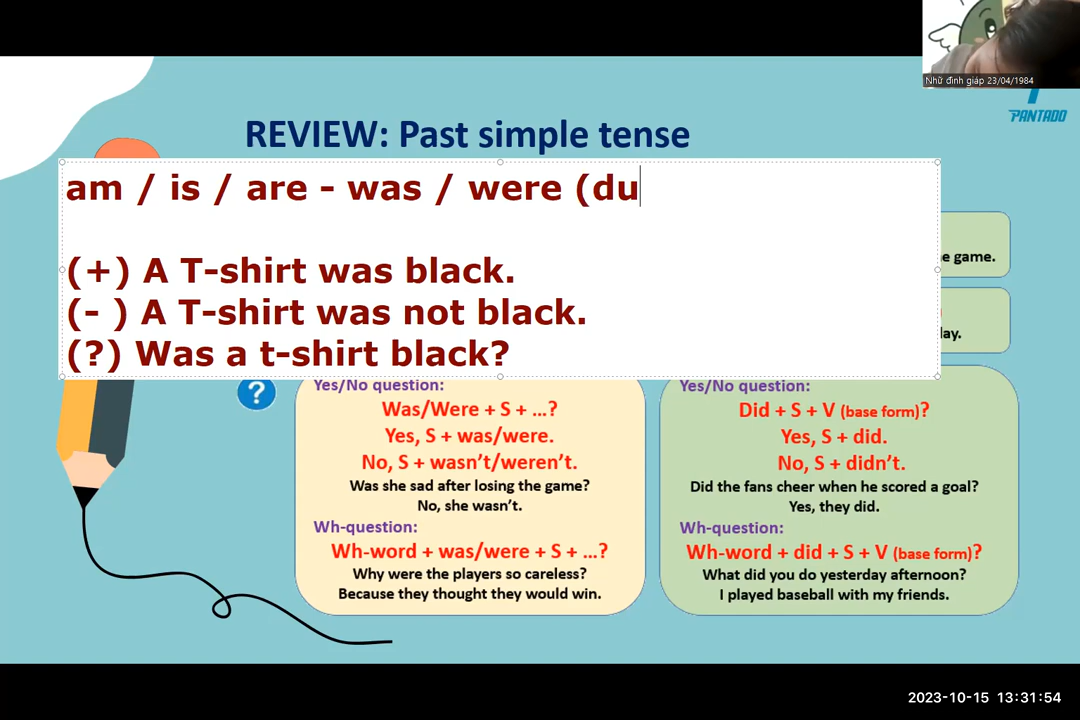 Nhữ đình giáp 23/04/1984
PANTADO
REVIEW: Past simple tense
am / is / are - was / were (du
(+) A T-shirt was black.
(- ) A T-shirt was not black.
(?) Was a t-shirt black?
game.
?
Yes/No question:
Was/Were + S + ...?
Yes, S + was/were.
No, S + wasn't/weren't.
Was she sad after losing the game?
No, she wasn't.
Wh-question:
Wh-word + was/were + S + ...?
Why were the players so careless?
Because they thought they would win.
Yes/No question:
Did + S + V (base form)?
Yes, S + did.
No, S + didn't.
Did the fans cheer when he scored a goal?
Yes, they did.
Wh-question:
Wh-word + did + S + V (base form)?
What did you do yesterday afternoon?
I played baseball with my friends.
2023-10-15 13:31:54